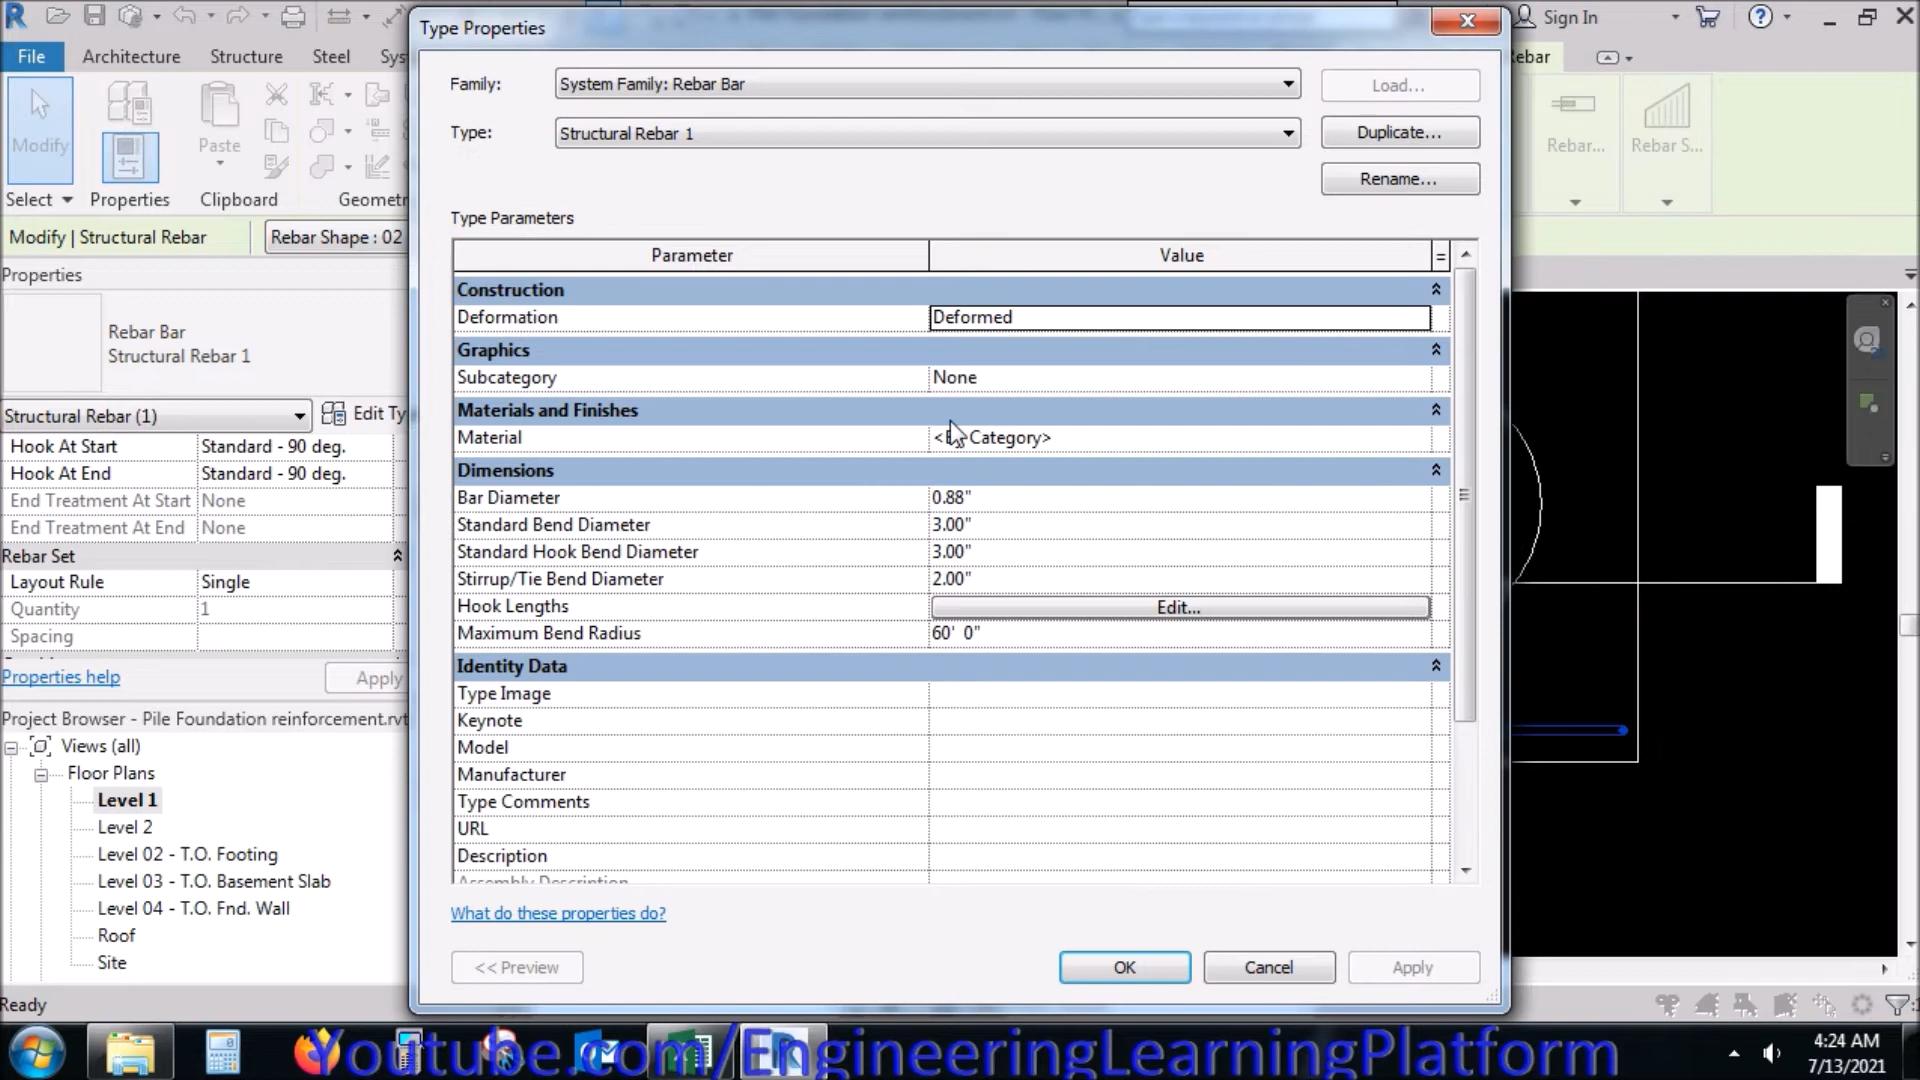 Type Properties
Sign In
File
Architecture
Structure
Steel
Family:
System Family: Rebar Bar
Load...
Type:
Structural Rebar 1
Duplicate...
Rename...
Modify
Paste
Rebar...
Rebar S...
Select
Properties
Clipboard
Type Parameters
Modify | Structural Rebar
Rebar Shape : 02
Parameter
Value
=
Properties
Construction
Deformation
Deformed
Rebar Bar
Structural Rebar 1
Graphics
Subcategory
None
Materials and Finishes
Structural Rebar (1)
Material
Category>
Hook At Start
Standard - 90 deg.
Hook At End
Standard - 90 deg.
End Treatment At Start
None
End Treatment At End
None
Dimensions
Bar Diameter
0.88"
Standard Bend Diameter
3.00"
Standard Hook Bend Diameter
3.00"
Stirrup/Tie Bend Diameter
2.00"
Hook Lengths
Edit...
Maximum Bend Radius
60' 0"
Rebar Set
Layout Rule
Single
Quantity
1
Spacing
Properties help
Apply
Identity Data
Type Image
Keynote
Model
Manufacturer
Type Comments
URL
Description
Assembly Description
Project Browser - Pile Foundation reinforcement.rvt
Views (all)
Floor Plans
Level 1
Level 2
Level 02 - T.O. Footing
Level 03 - T.O. Basement Slab
Level 04 - T.O. Fnd. Wall
Roof
Site
What do these properties do?
<< Preview
OK
Cancel
Apply
Ready
Youtube.com/EngineeringLearningPlatform
4:24 AM
7/13/2021